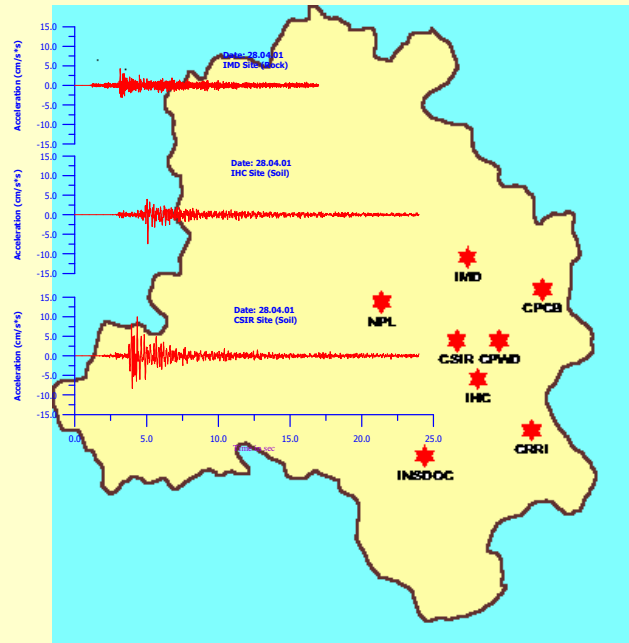 15.0
10.0
5.0
0.0
-5.0
-10.0
-15.0
Acceleration (cm/s*s)
Date: 28.04.01
IMD Site (Rock)
15.0
10.0
5.0
0.0
-5.0
-10.0
-15.0
Acceleration (cm/s*s)
Date: 28.04.01
IHC Site (Soil)
15.0
10.0
5.0
0.0
-5.0
-10.0
-15.0
Acceleration (cm/s*s)
Date: 28.04.01
CSIR Site (Soil)
0.0 5.0 10.0 15.0 20.0 25.0
sec
IMD
CPCB
NPL
CSIR CPWD
IHC
CRRI
INSDOC